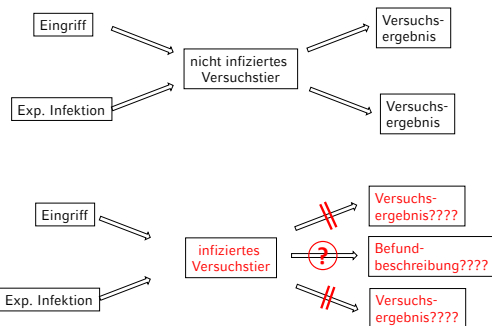 Eingriff
Exp. Infektion
nicht infiziertes
Versuchstier
Versuchs-
ergebnis
Versuchs-
ergebnis
Eingriff
Exp. Infektion
infiziertes
Versuchstier
?
Versuchs-
ergebnis????
Befund-
beschreibung????
Versuchs-
ergebnis????